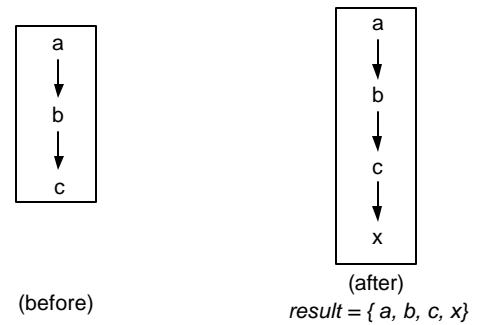 a
b
c
(before)
a
b
c
x
(after)
result = { a, b, c, x}